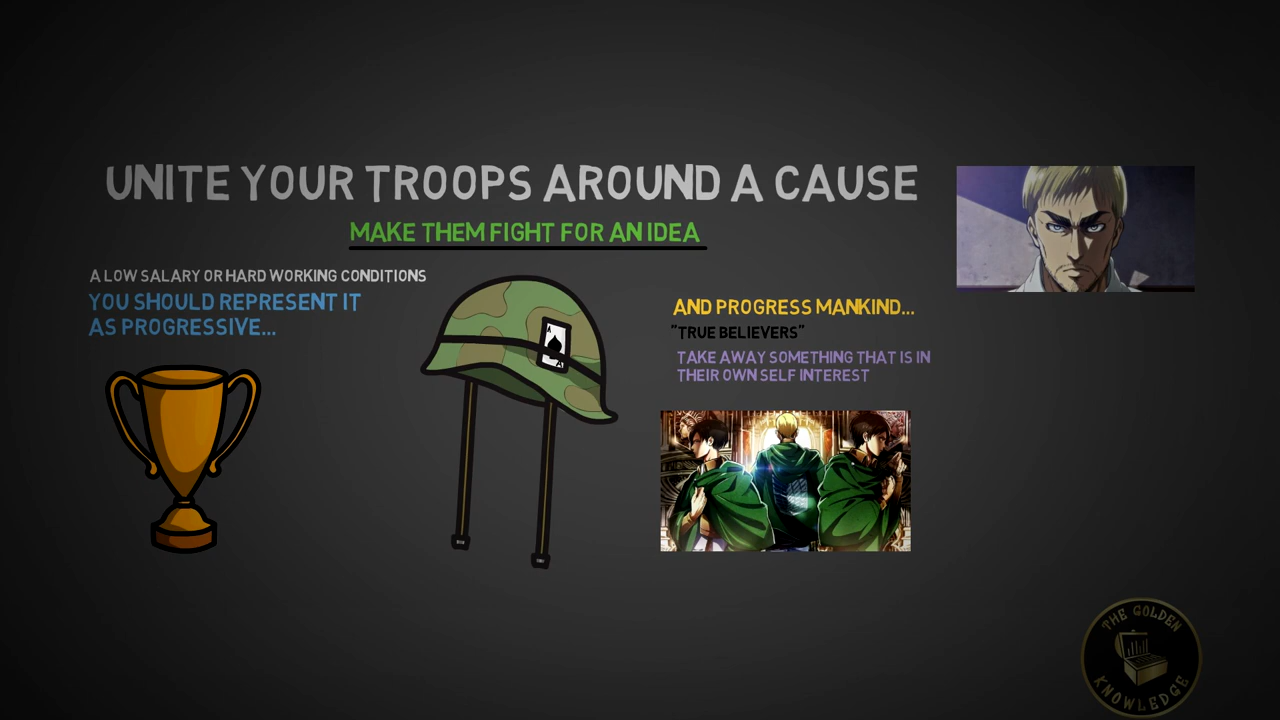 UNITE YOUR TROOPS AROUND A CAUSE
MAKE THEM FIGHT FOR AN IDEA
A LOW SALARY OR HARD WORKING CONDITIONS
YOU SHOULD REPRESENT IT
AS PROGRESSIVE...
AND PROGRESS MANKIND...
"TRUE BELIEVERS"
TAKE AWAY SOMETHING THAT IS IN
THEIR OWN SELF INTEREST
A
A
THE GOLDEN
KNOWLEDGE